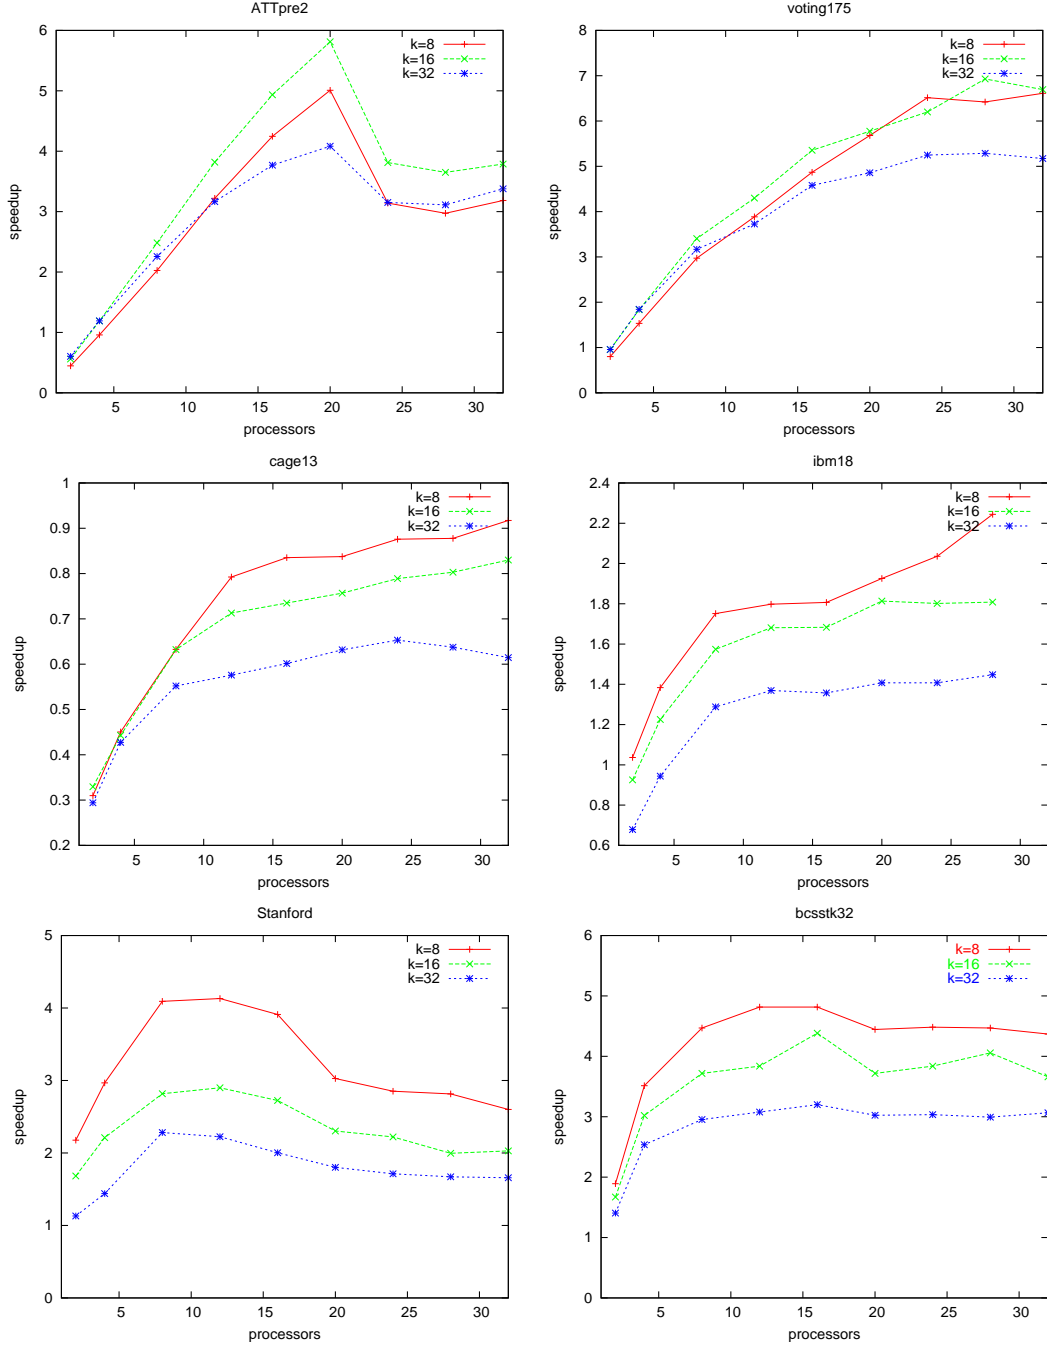 ATTpre2
6
5
4
3
2
1
0
speedup
k=8
k=16
k=32
5 10 15 20 25 30
processors
voting175
8
7
6
5
4
3
2
1
0
speedup
k=8
k=16
k=32
5 10 15 20 25 30
processors
cage13
1
0.9
0.8
0.7
0.6
0.5
0.4
0.3
0.2
speedup
k=8
k=16
k=32
5 10 15 20 25 30
processors
ibm18
2.4
2.2
2
1.8
1.6
1.4
1.2
1
0.8
0.6
speedup
k=8
k=16
k=32
5 10 15 20 25 30
processors
Stanford
5
4
3
2
1
0
speedup
k=8
k=16
k=32
5 10 15 20 25 30
processors
bcsstk32
6
5
4
3
2
1
0
speedup
k=8
k=16
k=32
5 10 15 20 25 30
processors